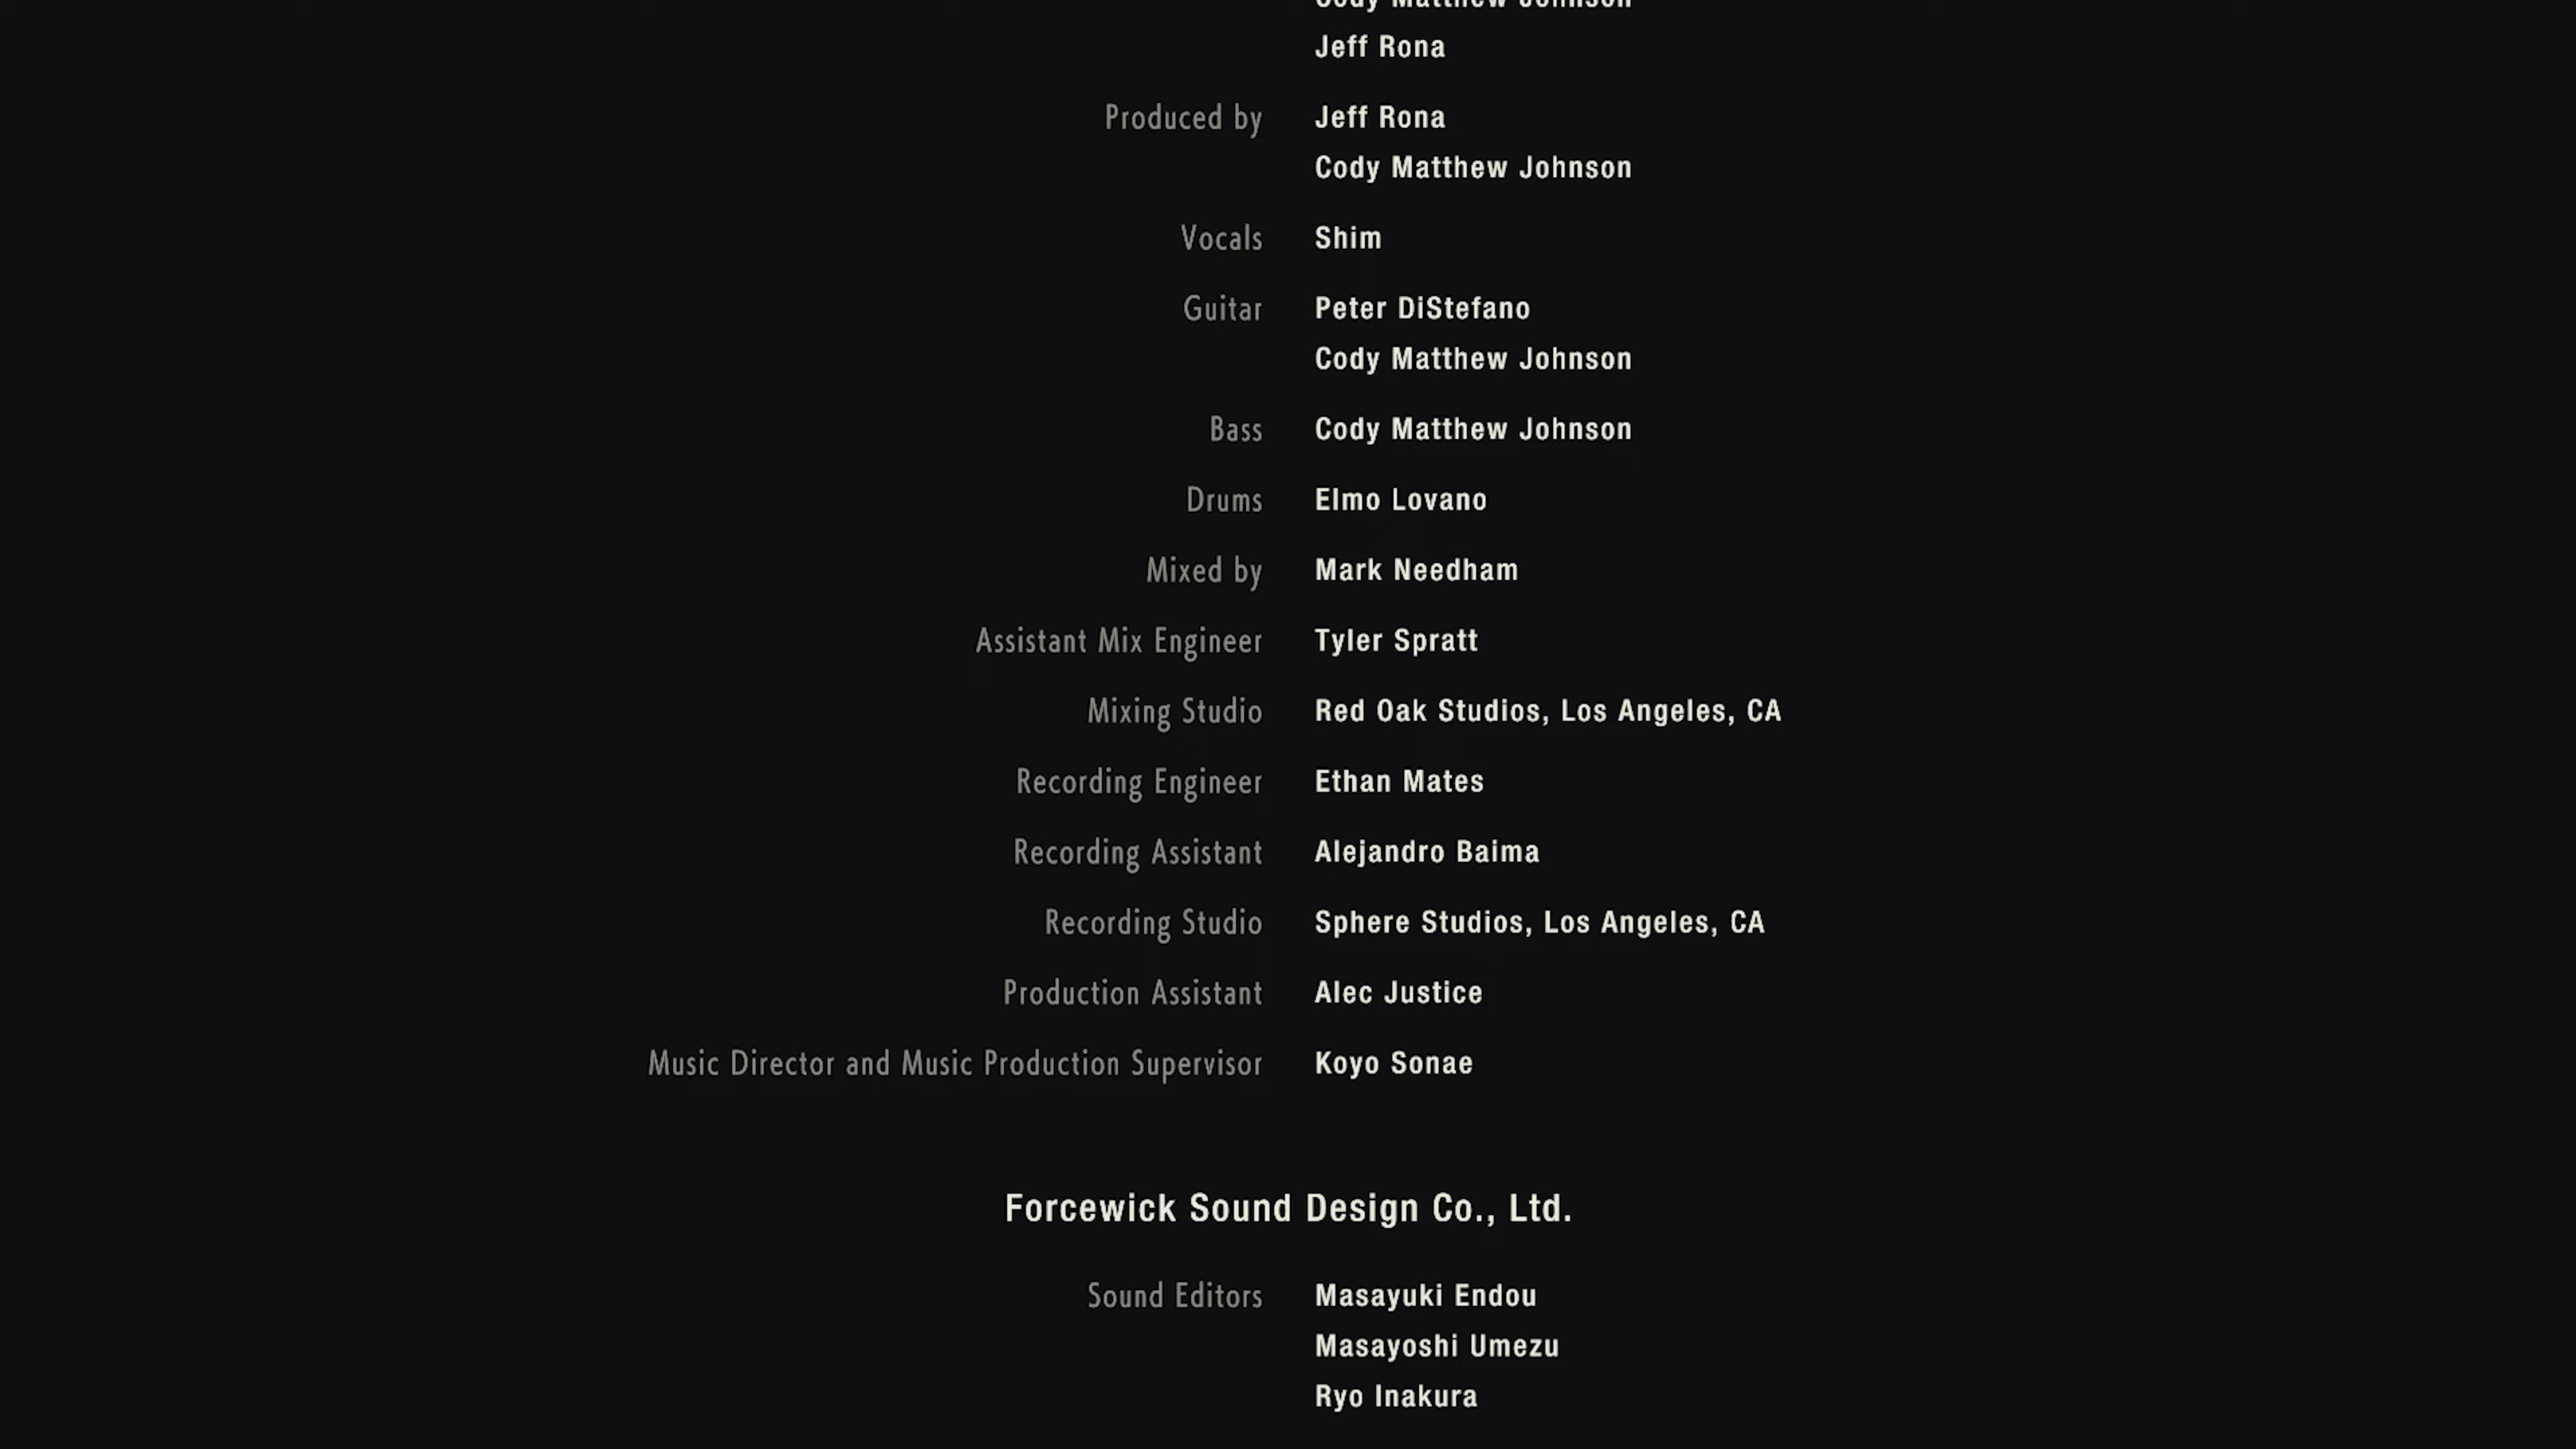 Cody Matthew Johnson
Jeff Rona
Produced by Jeff Rona
Cody Matthew Johnson
Vocals Shim
Guitar Peter DiStefano
Cody Matthew Johnson
Bass Cody Matthew Johnson
Drums Elmo Lovano
Mixed by Mark Needham
Assistant Mix Engineer Tyler Spratt
Mixing Studio Red Oak Studios, Los Angeles, CA
Recording Engineer Ethan Mates
Recording Assistant Alejandro Baima
Recording Studio Sphere Studios, Los Angeles, CA
Production Assistant Alec Justice
Music Director and Music Production Supervisor Koyo Sonae
Forcewick Sound Design Co., Ltd.
Sound Editors Masayuki Endou
Masayoshi Umezu
Ryo Inakura